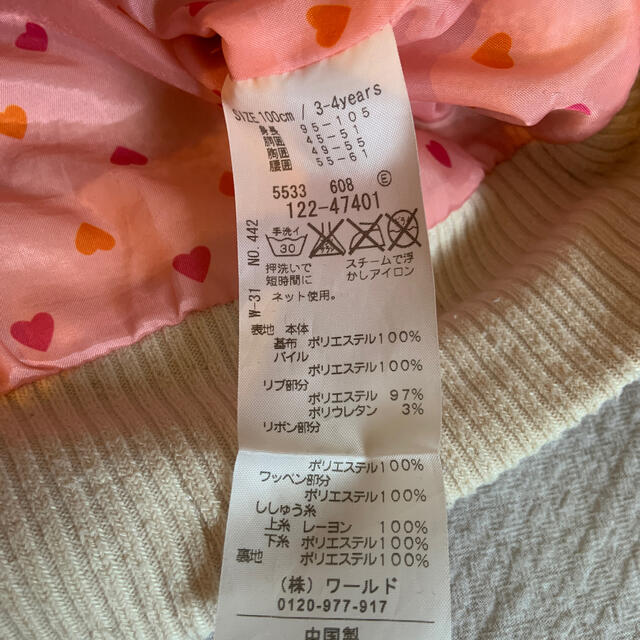 SIZE 100cm / 3-4years
身長 95-105
胸囲 45-51
胴囲 49-55
腰囲 55-61
5533 608 Ⓔ
122-47401
手洗イ
30
押洗いで
短時間に
スチームで浮
かしアイロン
ネット使用。
W-31 NO. 442
表地 本体
基布 ポリエステル100%
パイル
ポリエステル100%
リブ部分
ポリエステル 97%
ポリウレタン 3%
リボン部分
ポリエステル100%
ワッペン部分
ポリエステル100%
ししゅう糸
上糸 レーヨン 100%
下糸 ポリエステル100%
裏地 ポリエステル100%
(株) ワールド
0120-977-917
中国製